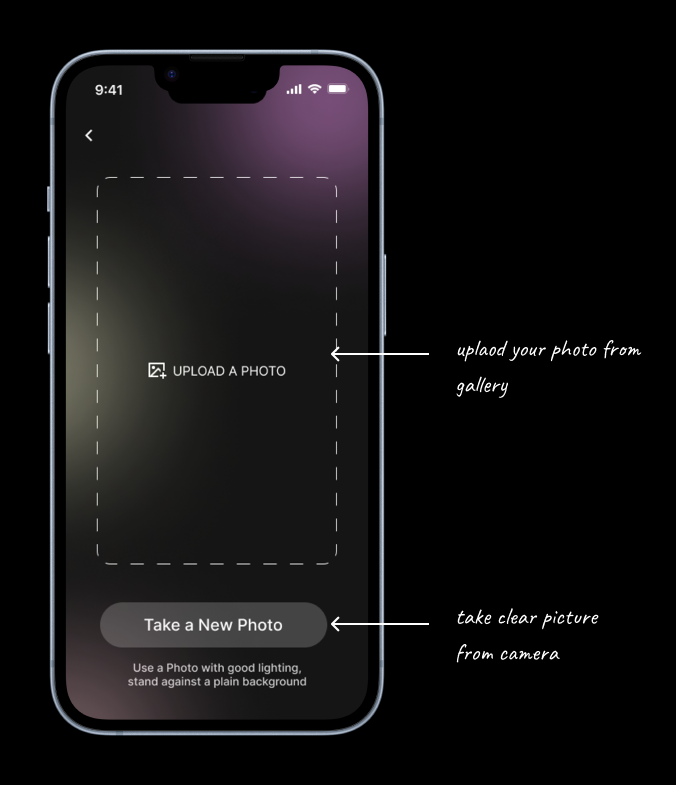 9:41
UPLOAD A PHOTO
uplaod your photo from
gallery
Take a New Photo
take clear picture
from camera
Use a Photo with good lighting,
stand against a plain background